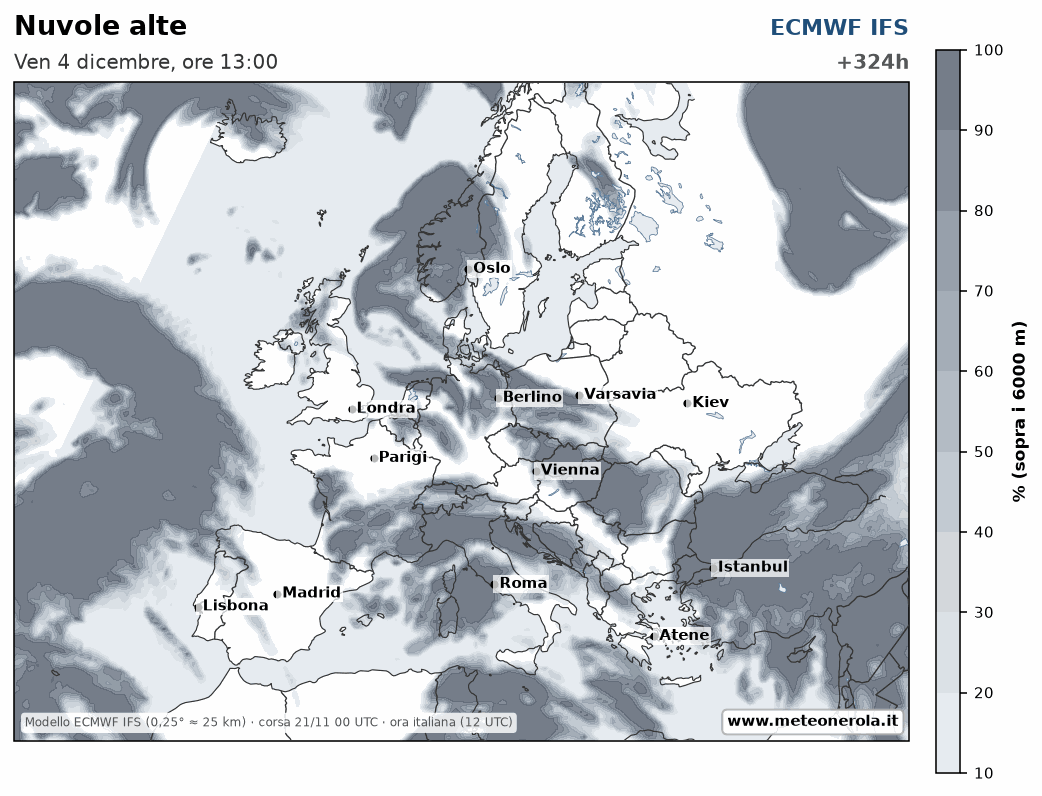 Nuvole alte
ECMWF IFS
Ven 4 dicembre, ore 13:00
+324h
100
90
80
70
60
50
40
30
20
10
% (sopra i 6000 m)
Oslo
Berlino
Varsavia
Kiev
Londra
Parigi
Vienna
Istanbul
Roma
Madrid
Lisbona
Atene
Modello ECMWF IFS (0,25° ≈ 25 km) · corsa 21/11 00 UTC · ora italiana (12 UTC)
www.meteonerola.it